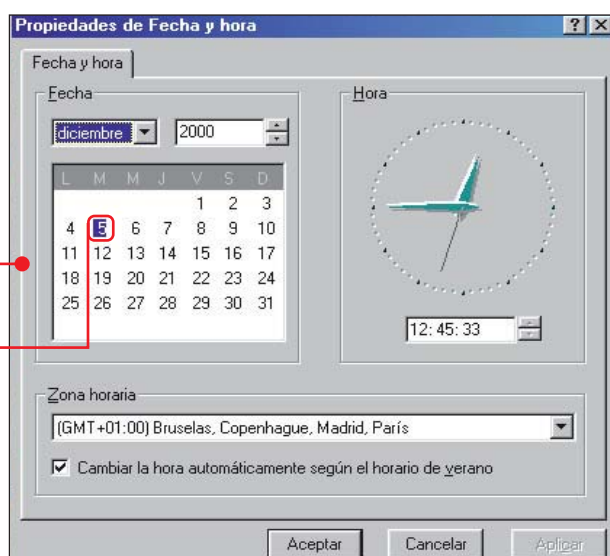 Propiedades de Fecha y hora
Fecha y hora
Fecha
diciembre 2000
L M M J V S D
1 2 3
4 5 6 7 8 9 10
11 12 13 14 15 16 17
18 19 20 21 22 23 24
25 26 27 28 29 30 31
Hora
12:45:33
Zona horaria
(GMT+01:00) Bruselas, Copenhague, Madrid, París
Cambiar la hora automáticamente según el horario de verano
Aceptar Cancelar Aplicar